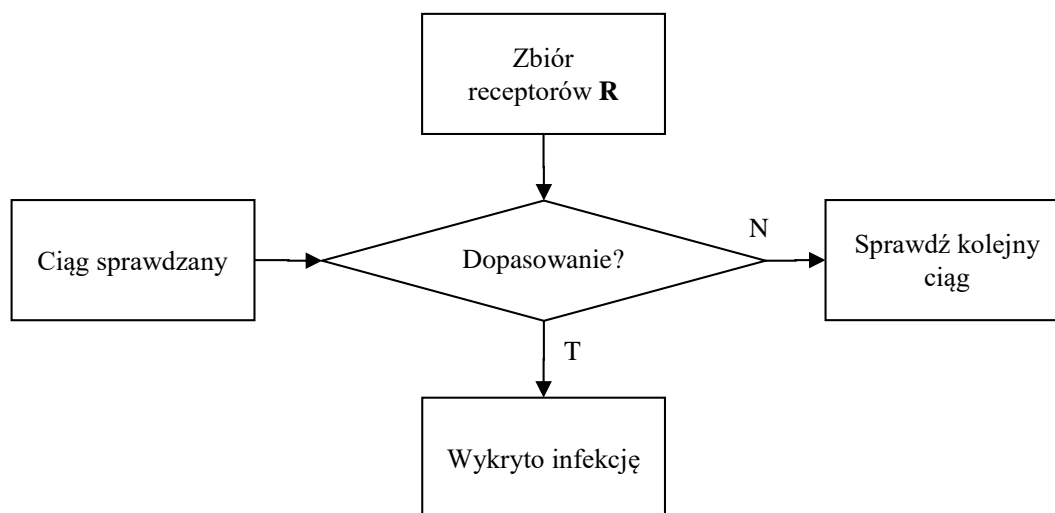 Zbiór
receptorów R
Ciąg sprawdzany
Dopasowanie?
N
Sprawdź kolejny
ciąg
T
Wykryto infekcję